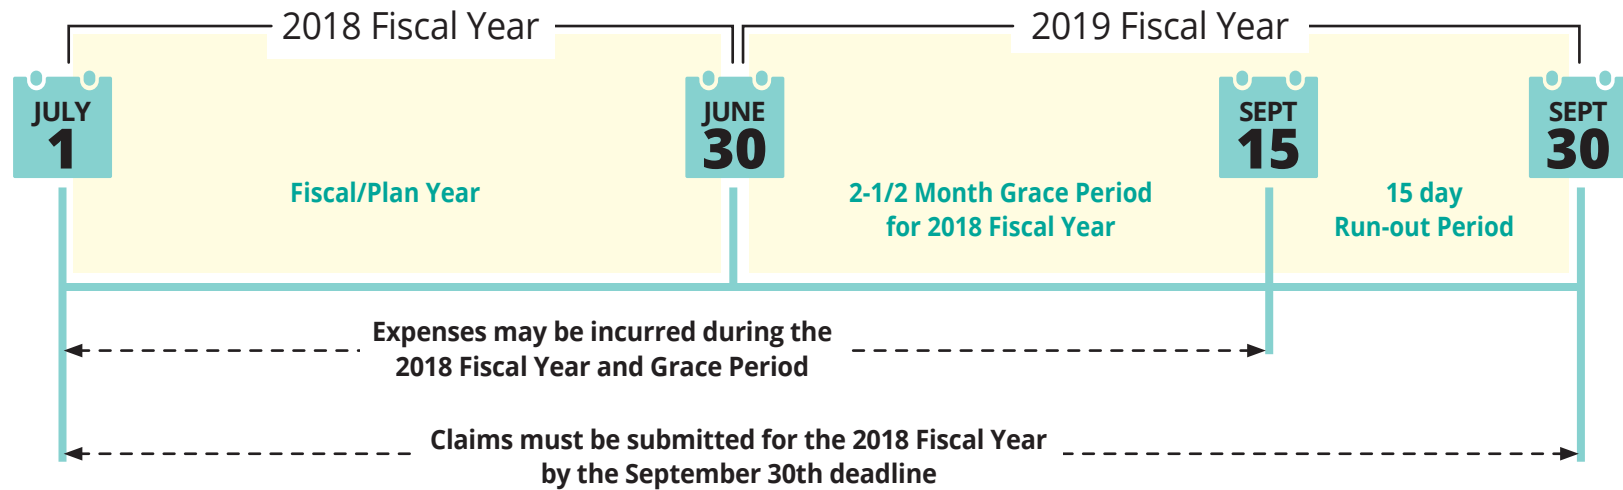 2018 Fiscal Year
2019 Fiscal Year
JULY
1
JUNE
30
SEPT
15
SEPT
30
Fiscal/Plan Year
2-1/2 Month Grace Period
for 2018 Fiscal Year
15 day
Run-out Period
Expenses may be incurred during the
2018 Fiscal Year and Grace Period
Claims must be submitted for the 2018 Fiscal Year
by the September 30th deadline